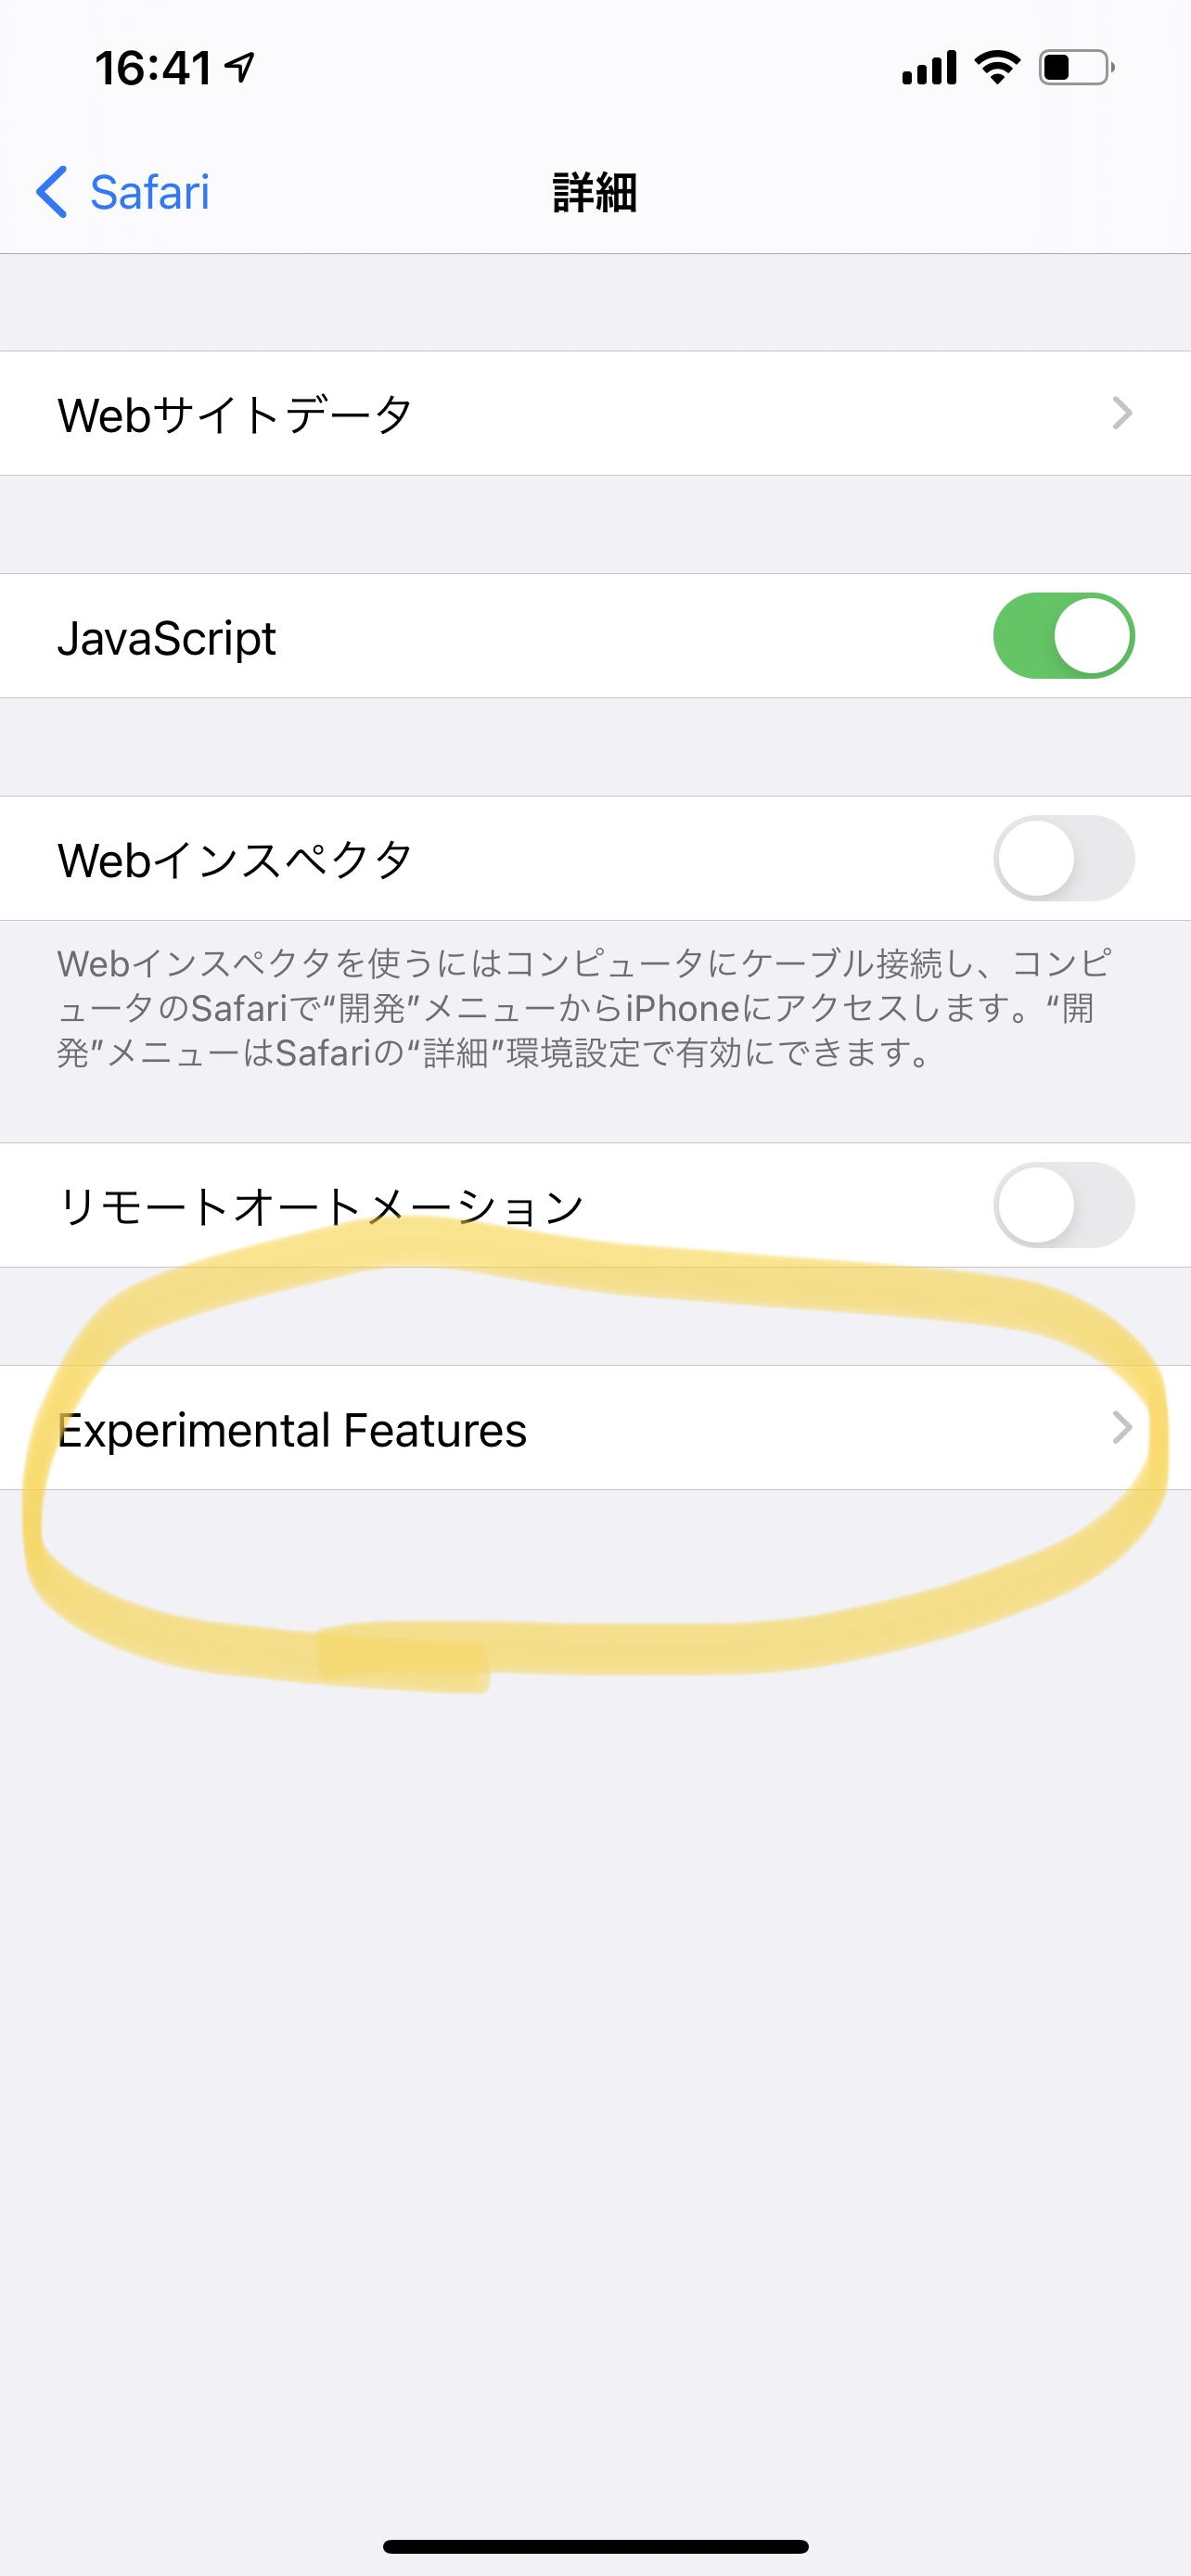 16:41
Safari
詳細
Webサイトデータ
JavaScript
Webインスペクタ
Webインスペクタを使うにはコンピュータにケーブル接続し、コンピ
ュータのSafariで“開発”メニューからiPhoneにアクセスします。“開
発”メニューはSafariの“詳細”環境設定で有効にできます。
リモートオートメーション
Experimental Features